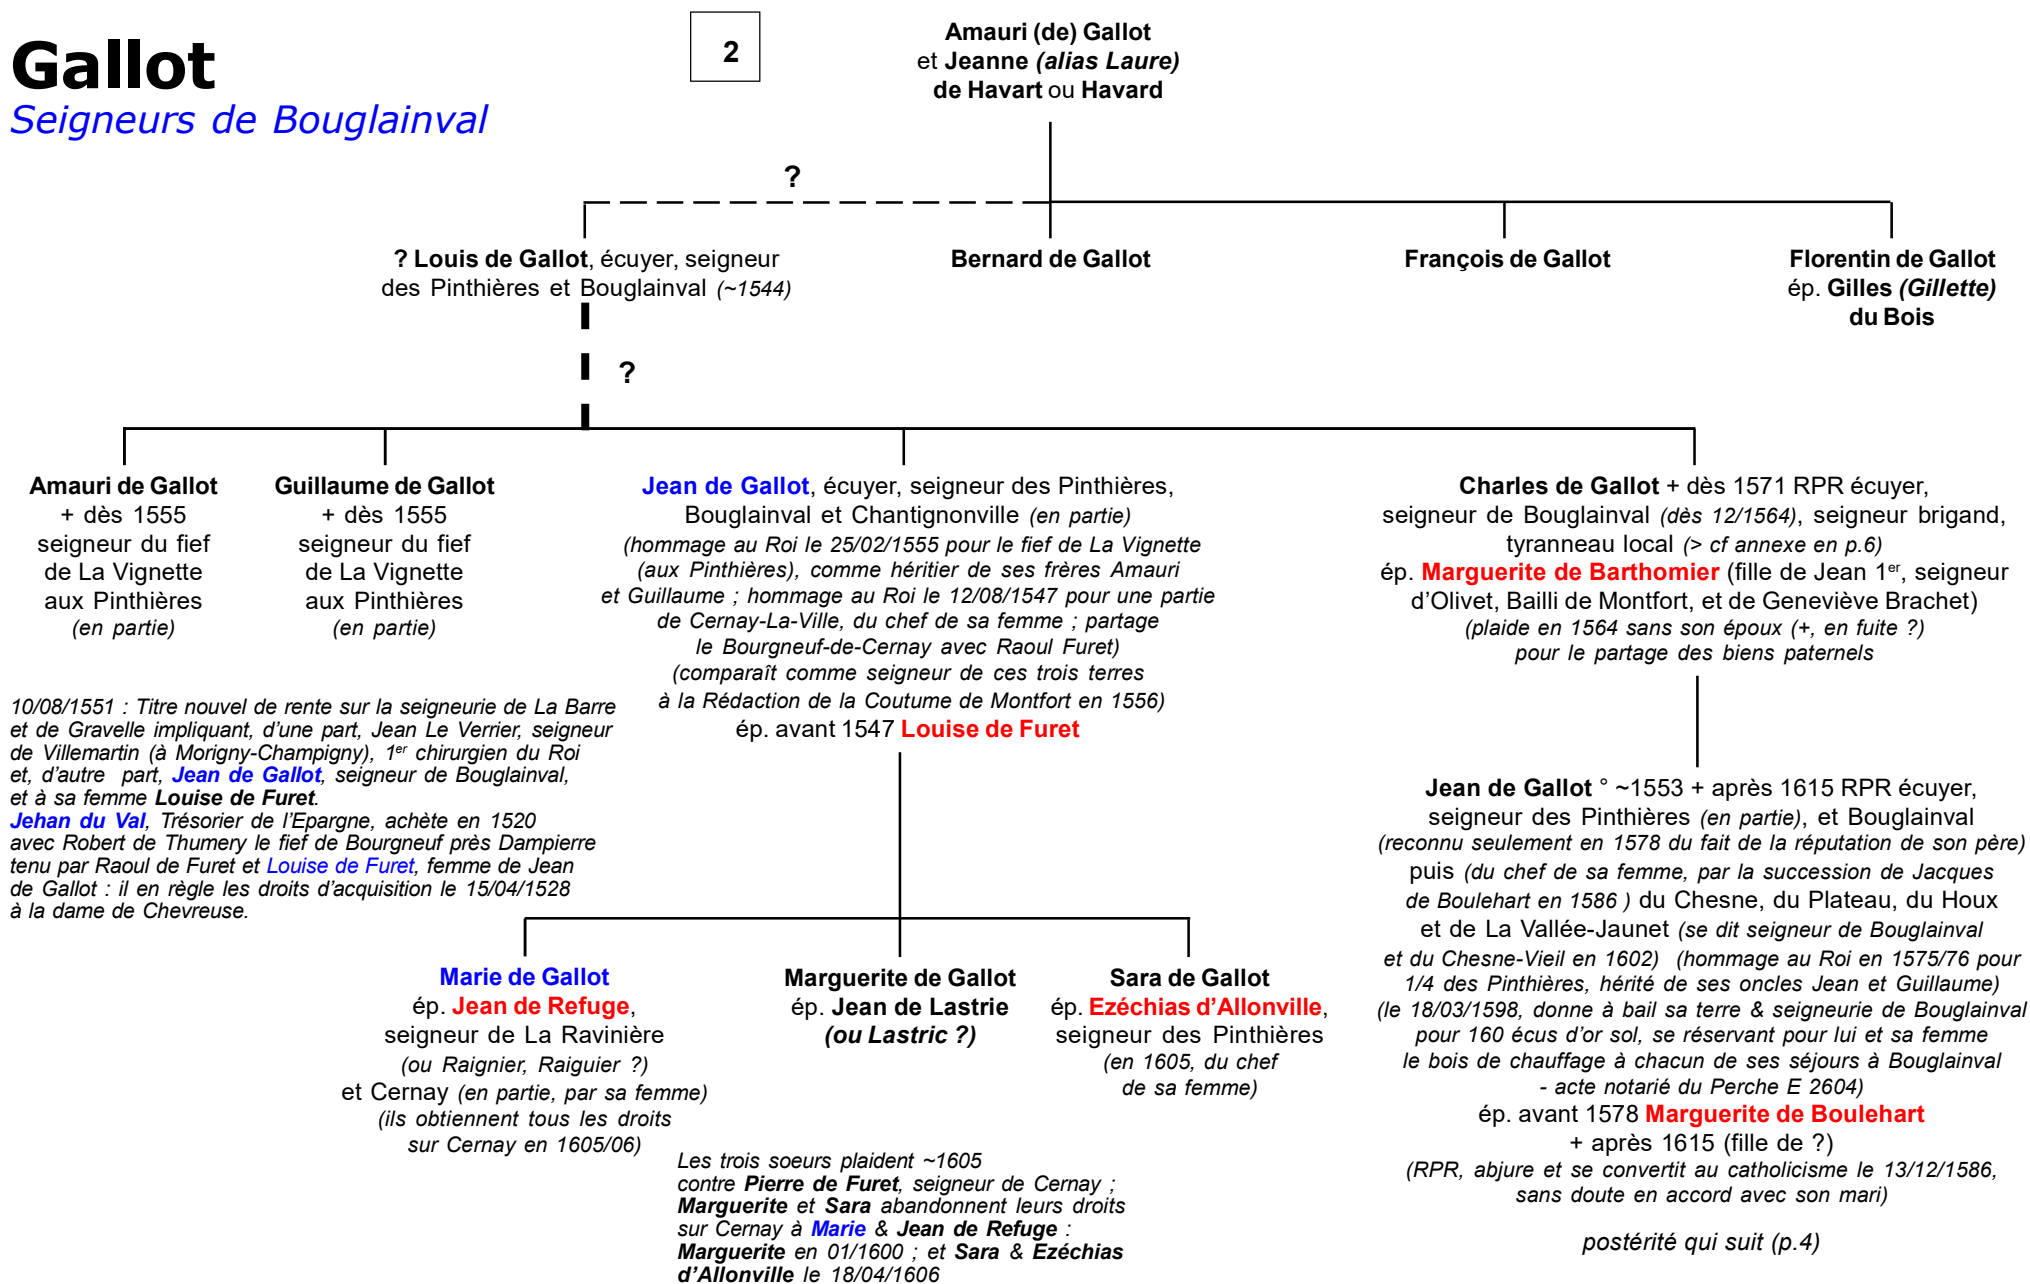 Gallot
Seigneurs de Bouglainval
2
Amauri (de) Gallot
et Jeanne (alias Laure)
de Havart ou Havard
?
? Louis de Gallot, écuyer, seigneur
des Pinthières et Bouglainval (~1544)
Bernard de Gallot
François de Gallot
Florentin de Gallot
ép. Gilles (Gillette)
du Bois
?
Amauri de Gallot
+ dès 1555
seigneur du fief
de La Vignette
aux Pinthières
(en partie)
Guillaume de Gallot
+ dès 1555
seigneur du fief
de La Vignette
aux Pinthières
(en partie)
Jean de Gallot, écuyer, seigneur des Pinthières,
Bouglainval et Chantignonville (en partie)
(hommage au Roi le 25/02/1555 pour le fief de La Vignette
(aux Pinthières), comme héritier de ses frères Amauri
et Guillaume ; hommage au Roi le 12/08/1547 pour une partie
de Cernay-La-Ville, du chef de sa femme ; partage
le Bourgneuf-de-Cernay avec Raoul Furet)
(comparaît comme seigneur de ces trois terres
à la Rédaction de la Coutume de Montfort en 1556)
ép. avant 1547 Louise de Furet
Charles de Gallot + dès 1571 RPR écuyer,
seigneur de Bouglainval (dès 12/1564), seigneur brigand,
tyranneau local (> cf annexe en p.6)
ép. Marguerite de Barthomier (fille de Jean 1er, seigneur
d'Olivet, Bailli de Montfort, et de Geneviève Brachet)
(plaide en 1564 sans son époux (+, en fuite ?)
pour le partage des biens paternels
10/08/1551 : Titre nouvel de rente sur la seigneurie de La Barre
et de Gravelle impliquant, d'une part, Jean Le Verrier, seigneur
de Villemartin (à Morigny-Champigny), 1er chirurgien du Roi
et, d'autre  part, Jean de Gallot, seigneur de Bouglainval,
et à sa femme Louise de Furet.
Jehan du Val, Trésorier de l'Epargne, achète en 1520
avec Robert de Thumery le fief de Bourgneuf près Dampierre
tenu par Raoul de Furet et Louise de Furet, femme de Jean
de Gallot : il en règle les droits d'acquisition le 15/04/1528
à la dame de Chevreuse.
Jean de Gallot ° ~1553 + après 1615 RPR écuyer,
seigneur des Pinthières (en partie), et Bouglainval
(reconnu seulement en 1578 du fait de la réputation de son père)
puis (du chef de sa femme, par la succession de Jacques
de Boulehart en 1586 ) du Chesne, du Plateau, du Houx
et de La Vallée-Jaunet (se dit seigneur de Bouglainval
et du Chesne-Vieil en 1602)  (hommage au Roi en 1575/76 pour
1/4 des Pinthières, hérité de ses oncles Jean et Guillaume)
(le 18/03/1598, donne à bail sa terre & seigneurie de Bouglainval
pour 160 écus d'or sol, se réservant pour lui et sa femme
le bois de chauffage à chacun de ses séjours à Bouglainval
- acte notarié du Perche E 2604)
ép. avant 1578 Marguerite de Boulehart
+ après 1615 (fille de ?)
(RPR, abjure et se convertit au catholicisme le 13/12/1586,
sans doute en accord avec son mari)
postérité qui suit (p.4)
Marie de Gallot
ép. Jean de Refuge,
seigneur de La Ravinière
(ou Raignier, Raiguier ?)
et Cernay (en partie, par sa femme)
(ils obtiennent tous les droits
sur Cernay en 1605/06)
Marguerite de Gallot
ép. Jean de Lastrie
(ou Lastric ?)
Sara de Gallot
ép. Ezéchias d'Allonville,
seigneur des Pinthières
(en 1605, du chef
de sa femme)
Les trois soeurs plaident ~1605
contre Pierre de Furet, seigneur de Cernay ;
Marguerite et Sara abandonnent leurs droits
sur Cernay à Marie & Jean de Refuge :
Marguerite en 01/1600 ; et Sara & Ezéchias
d'Allonville le 18/04/1606